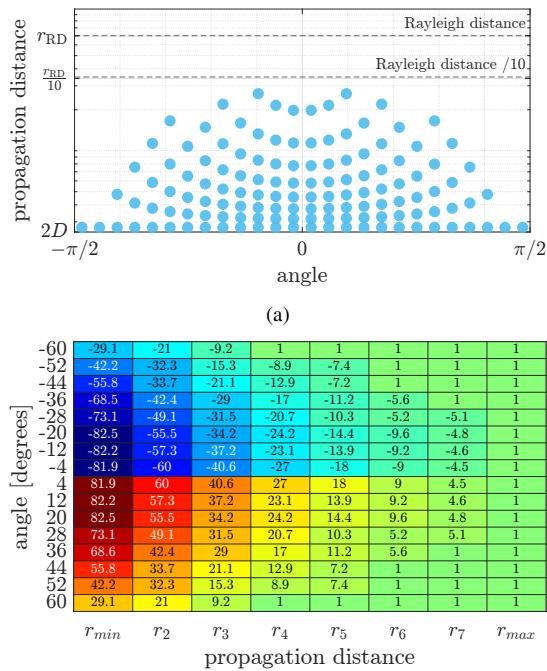 Rayleigh distance
r_RD
Rayleigh distance /10
r_RD/10
propagation distance
2D
−π/2 0 π/2
angle
(a)
-60 -29.1 -21 -9.2 1 1 1 1 1
-52 -42.2 -32.3 -15.3 -8.9 -7.4 1 1 1
-44 -55.8 -33.7 -21.1 -12.9 -7.2 1 1 1
-36 -68.5 -42.4 -29 -17 -11.2 -5.6 1 1
-28 -73.1 -49.1 -31.5 -20.7 -10.3 -5.2 -5.1 1
-20 -82.5 -55.5 -34.2 -24.2 -14.4 -9.6 -4.8 1
-12 -82.2 -57.3 -37.2 -23.1 -13.9 -9.2 -4.6 1
-4 -81.9 -60 -40.6 -27 -18 -9 -4.5 1
4 81.9 60 40.6 27 18 9 4.5 1
12 82.2 57.3 37.2 23.1 13.9 9.2 4.6 1
20 82.5 55.5 34.2 24.2 14.4 9.6 4.8 1
28 73.1 49.1 31.5 20.7 10.3 5.2 5.1 1
36 68.6 42.4 29 17 11.2 5.6 1 1
44 55.8 33.7 21.1 12.9 7.2 1 1 1
52 42.2 32.3 15.3 8.9 7.4 1 1 1
60 29.1 21 9.2 1 1 1 1 1
angle [degrees]
r_min r_2 r_3 r_4 r_5 r_6 r_7 r_max
propagation distance